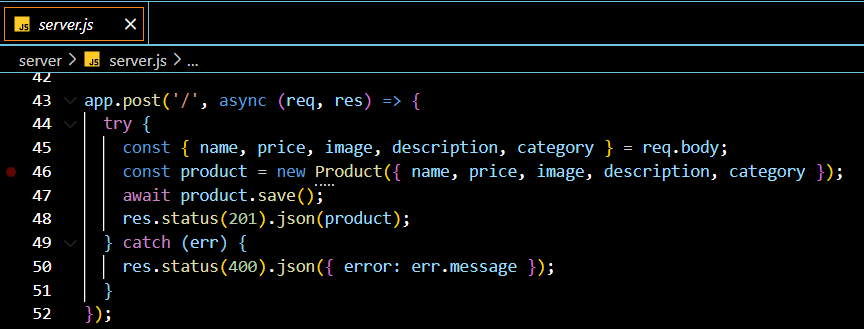 JS server.js ×
server > JS server.js > ...
42
43 app.post('/', async (req, res) => {
44 try {
45 const { name, price, image, description, category } = req.body;
46 const product = new Product({ name, price, image, description, category });
47 await product.save();
48 res.status(201).json(product);
49 } catch (err) {
50 res.status(400).json({ error: err.message });
51 }
52 });